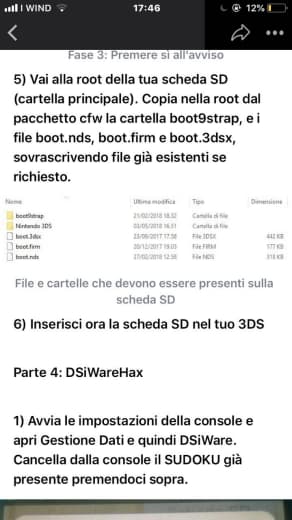 I WIND 17:46 12%
Fase 3: Premere sì all'avviso
5) Vai alla root della tua scheda SD
(cartella principale). Copia nella root dal
pacchetto cfw la cartella boot9strap, e i
file boot.nds, boot.firm e boot.3dsx,
sovrascrivendo file già esistenti se
richiesto.
Nome Ultima modifica Tipo Dimensione
boot9strap 21/02/2018 18.32 Cartella di file
Nintendo 3DS 03/05/2018 16.51 Cartella di file
boot.3dsx 23/09/2017 17.58 File 3DSX 442 KB
boot.firm 20/12/2017 19.03 File FIRM 177 KB
boot.nds 27/02/2018 12.58 File NDS 318 KB
File e cartelle che devono essere presenti sulla
scheda SD
6) Inserisci ora la scheda SD nel tuo 3DS
Parte 4: DSiWareHax
1) Avvia le impostazioni della console e
apri Gestione Dati e quindi DSiWare.
Cancella dalla console il SUDOKU già
presente premendoci sopra.